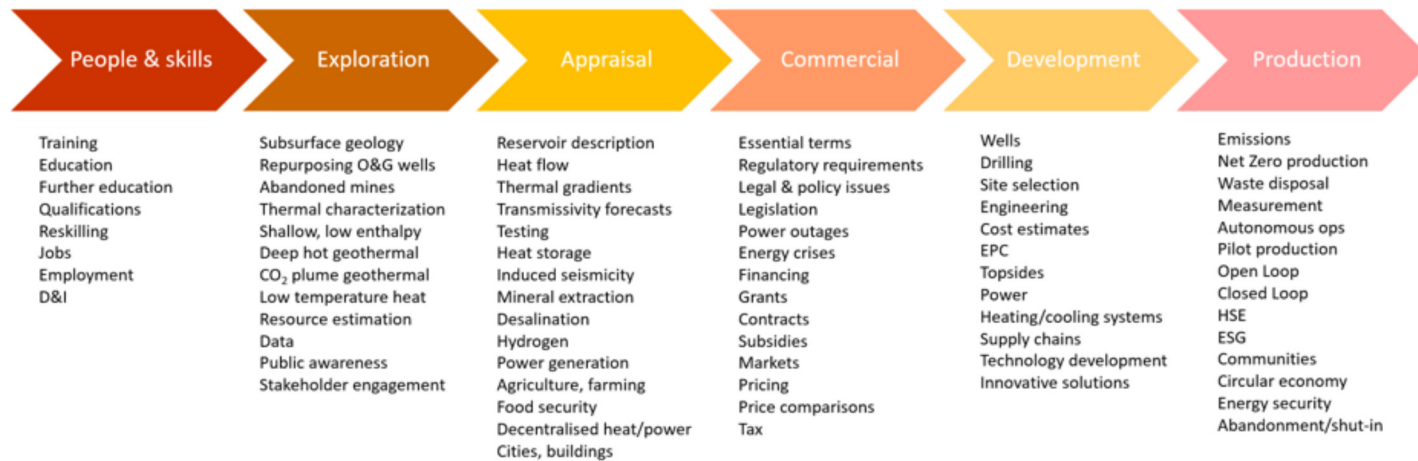 People & skills
Exploration
Appraisal
Commercial
Development
Production
Training
Education
Further education
Qualifications
Reskilling
Jobs
Employment
D&I
Subsurface geology
Repurposing O&G wells
Abandoned mines
Thermal characterization
Shallow, low enthalpy
Deep hot geothermal
CO₂ plume geothermal
Low temperature heat
Resource estimation
Data
Public awareness
Stakeholder engagement
Reservoir description
Heat flow
Thermal gradients
Transmissivity forecasts
Testing
Heat storage
Induced seismicity
Mineral extraction
Desalination
Hydrogen
Power generation
Agriculture, farming
Food security
Decentralised heat/power
Cities, buildings
Essential terms
Regulatory requirements
Legal & policy issues
Legislation
Power outages
Energy crises
Financing
Grants
Contracts
Subsidies
Markets
Pricing
Price comparisons
Tax
Wells
Drilling
Site selection
Engineering
Cost estimates
EPC
Topsides
Power
Heating/cooling systems
Supply chains
Technology development
Innovative solutions
Emissions
Net Zero production
Waste disposal
Measurement
Autonomous ops
Pilot production
Open Loop
Closed Loop
HSE
ESG
Communities
Circular economy
Energy security
Abandonment/shut-in